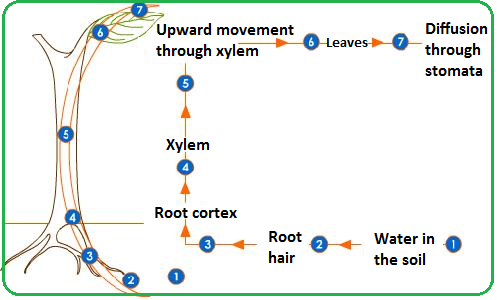 7
6
Upward movement
through xylem
6 Leaves 7
Diffusion
through
stomata
5
5
Xylem
4
Root cortex
4
3
3
Root
hair
2
Water in
the soil
1
2
1